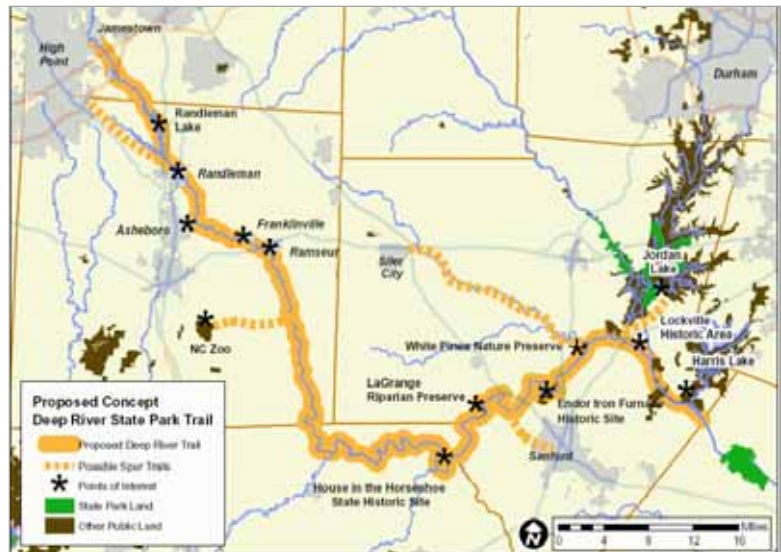 Jamestown
High
Point
Durham
Randleman
Lake
Randleman
Franklinville
Asheboro
Ramseur
Siler
City
Jordan
Lake
Lockville
Historic Area
NC Zoo
White Pines Nature Preserve
Harris Lake
LaGrange
Riparian Preserve
Endor Iron Furnace
Historic Site
Sanford
House in the Horseshoe
State Historic Site
Proposed Concept
Deep River State Park Trail
Proposed Deep River Trail
Possible Spur Trails
Points of Interest
State Park Land
Other Public Land
Miles
0 2 4 8 12 16